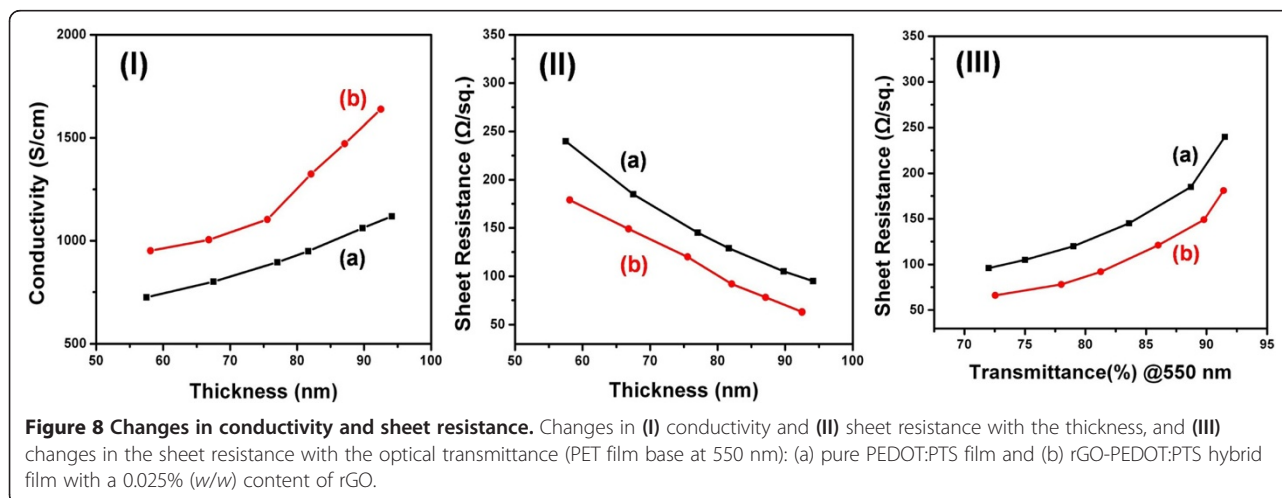 2000
1500
1000
500
Conductivity (S/cm)
(I)
(b)
(a)
50 60 70 80 90 100
Thickness (nm)
350
300
250
200
150
100
50
Sheet Resistance (Ω/sq.)
(II)
(a)
(b)
50 60 70 80 90 100
Thickness (nm)
350
300
250
200
150
100
50
Sheet Resistance (Ω/sq.)
(III)
(a)
(b)
70 75 80 85 90 95
Transmittance(%) @550 nm
Figure 8 Changes in conductivity and sheet resistance. Changes in (I) conductivity and (II) sheet resistance with the thickness, and (III)
changes in the sheet resistance with the optical transmittance (PET film base at 550 nm): (a) pure PEDOT:PTS film and (b) rGO-PEDOT:PTS hybrid
film with a 0.025% (w/w) content of rGO.